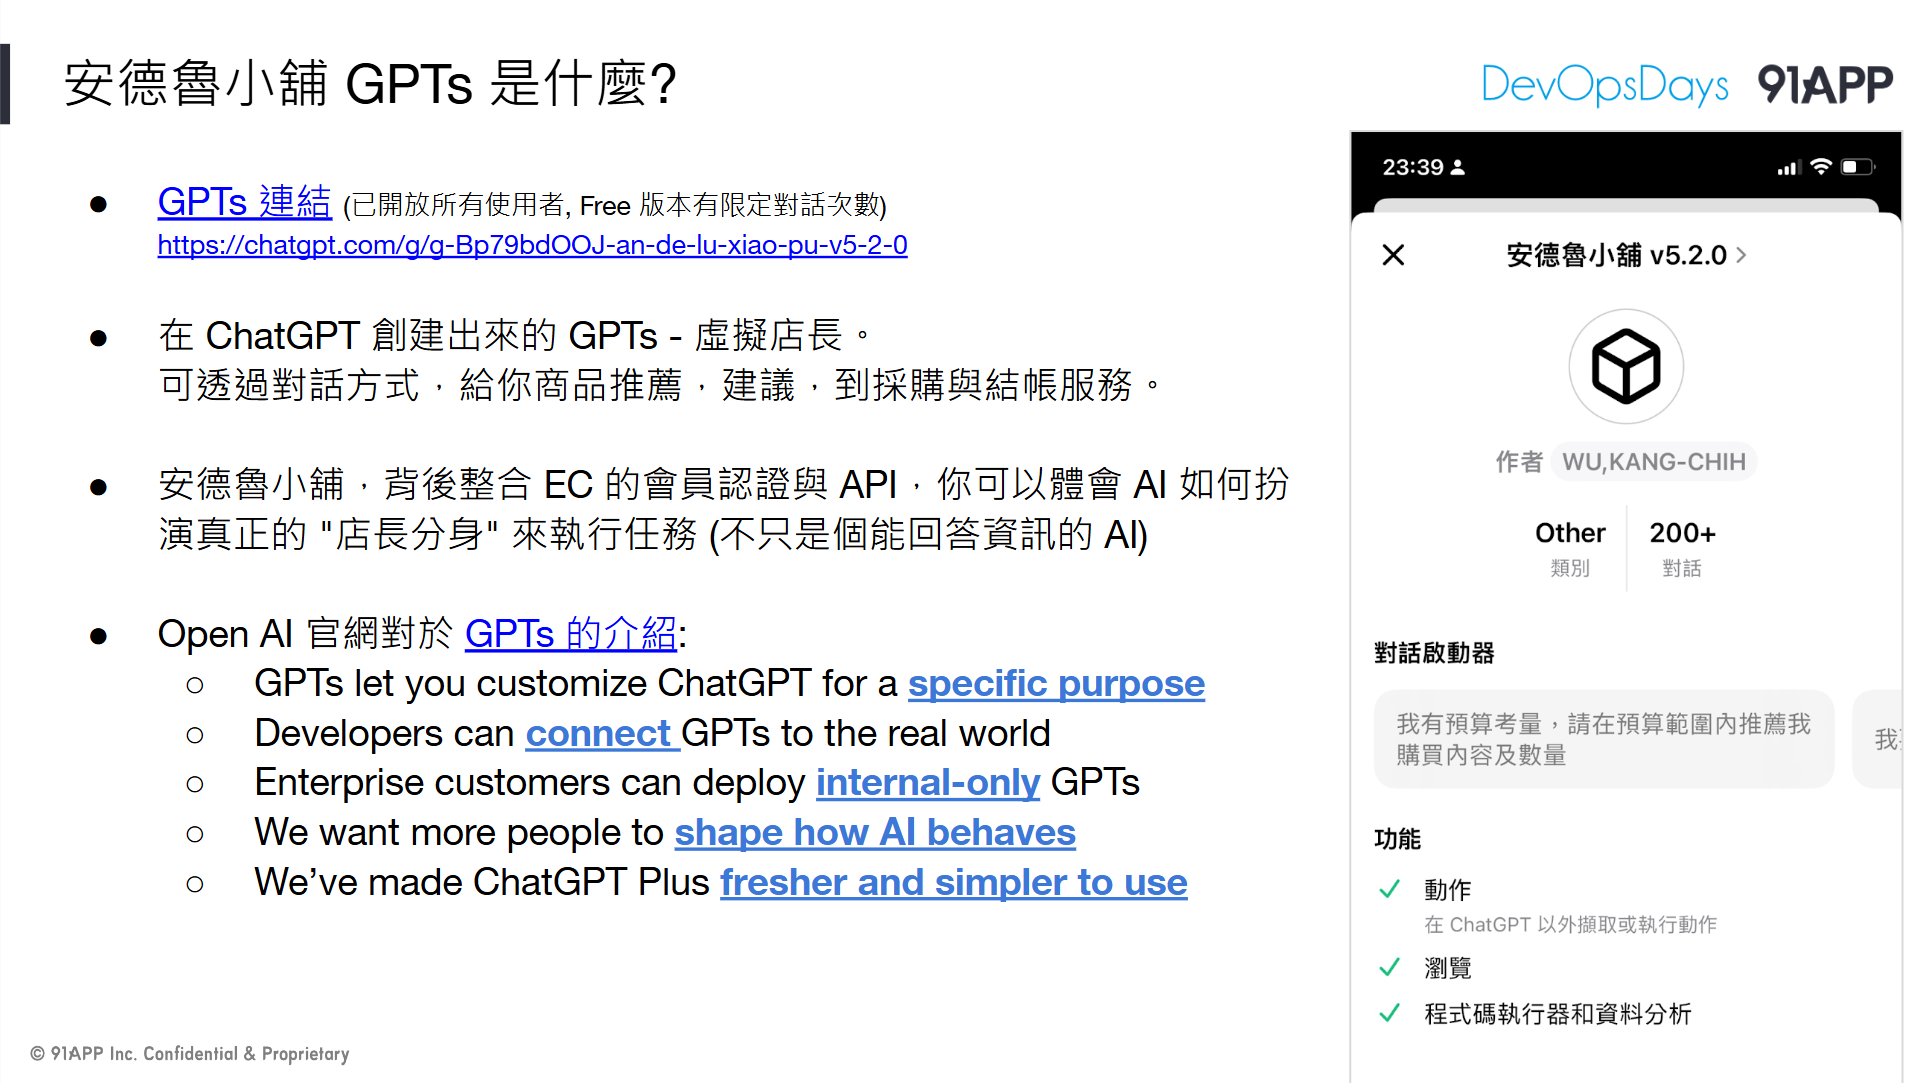 安德魯小舖 GPTs 是什麼?
DevOpsDays 91APP
● GPTs 連結 (已開放所有使用者, Free 版本有限定對話次數)
https://chatgpt.com/g/g-Bp79bdOOJ-an-de-lu-xiao-pu-v5-2-0
● 在 ChatGPT 創建出來的 GPTs - 虛擬店長。
可透過對話方式，給你商品推薦，建議，到採購與結帳服務。
● 安德魯小舖，背後整合 EC 的會員認證與 API，你可以體會 AI 如何扮
演真正的 "店長分身" 來執行任務 (不只是個能回答資訊的 AI)
● Open AI 官網對於 GPTs 的介紹:
○ GPTs let you customize ChatGPT for a specific purpose
○ Developers can connect GPTs to the real world
○ Enterprise customers can deploy internal-only GPTs
○ We want more people to shape how AI behaves
○ We’ve made ChatGPT Plus fresher and simpler to use
© 91APP Inc. Confidential & Proprietary
23:39
安德魯小舖 v5.2.0 >
作者 WU,KANG-CHIH
Other 200+
類別 對話
對話啟動器
我有預算考量，請在預算範圍內推薦我
購買內容及數量
我
功能
動作
在 ChatGPT 以外擷取或執行動作
瀏覽
程式碼執行器和資料分析